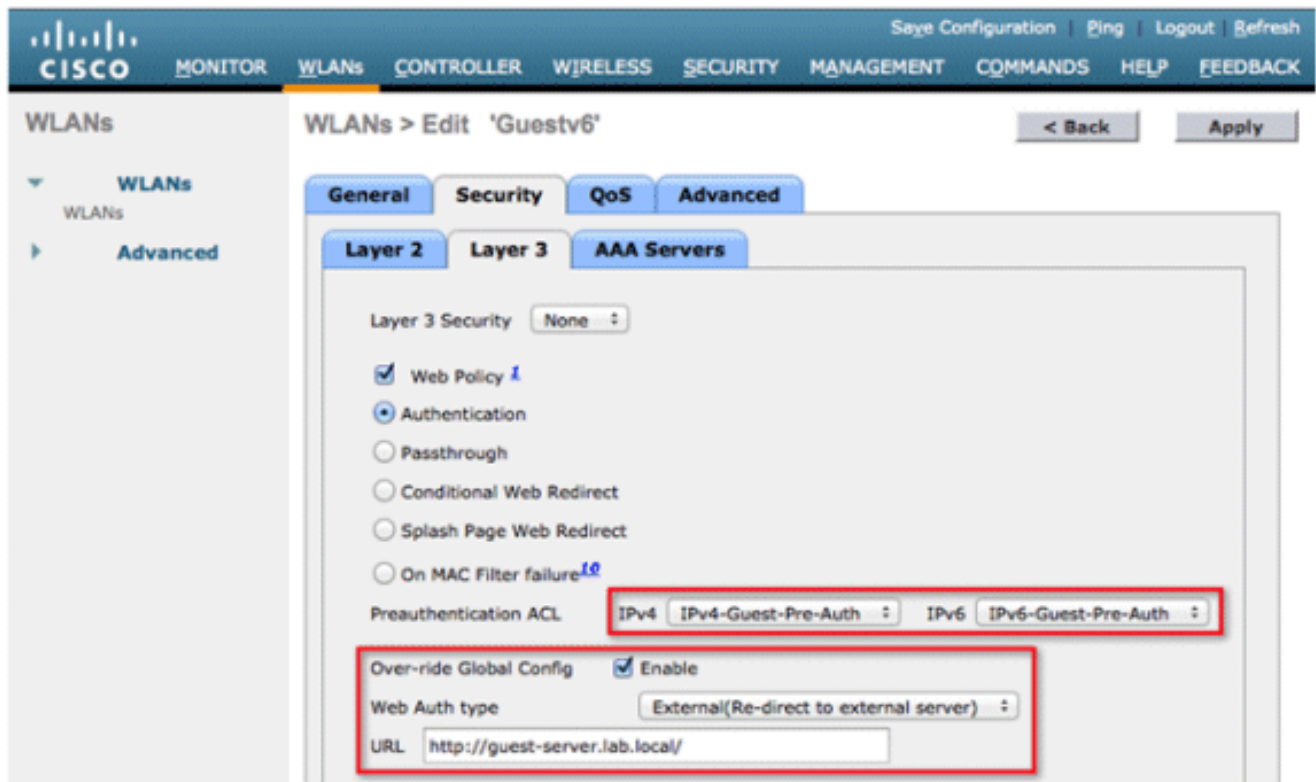 Save Configuration | Ping | Logout | Refresh
CISCO MONITOR WLANs CONTROLLER WIRELESS SECURITY MANAGEMENT COMMANDS HELP FEEDBACK
WLANs
WLANs > Edit 'Guestv6'
< Back Apply
WLANs
WLANs
Advanced
General Security QoS Advanced
Layer 2 Layer 3 AAA Servers
Layer 3 Security None
Web Policy 1
Authentication
Passthrough
Conditional Web Redirect
Splash Page Web Redirect
On MAC Filter failure10
Preauthentication ACL IPv4 IPv4-Guest-Pre-Auth IPv6 IPv6-Guest-Pre-Auth
Over-ride Global Config Enable
Web Auth type External(Re-direct to external server)
URL http://guest-server.lab.local/